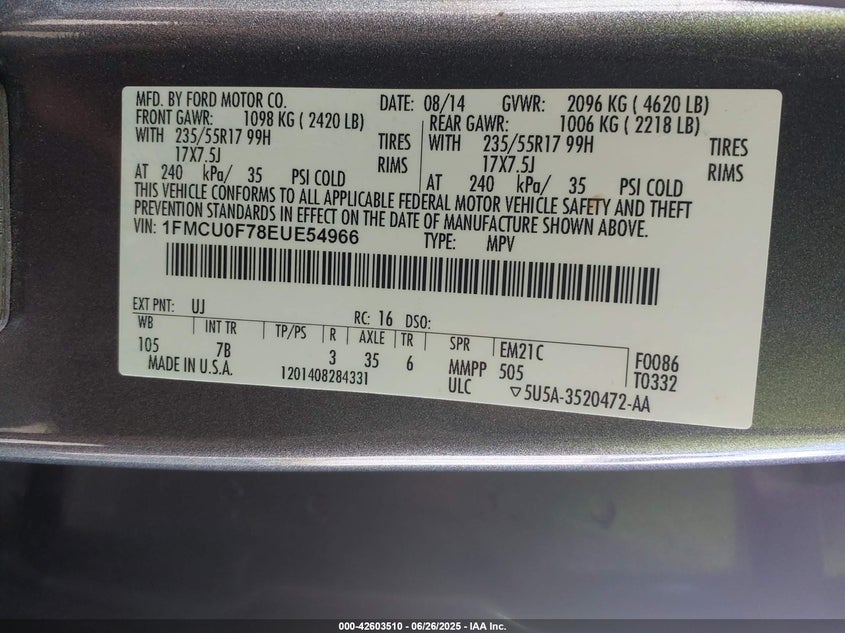 MFD. BY FORD MOTOR CO. DATE: 08/14 GVWR: 2096 KG ( 4620 LB)
FRONT GAWR: 1098 KG ( 2420 LB) REAR GAWR: 1006 KG ( 2218 LB)
WITH 235/55R17 99H TIRES WITH 235/55R17 99H TIRES
17X7.5J RIMS 17X7.5J RIMS
AT 240 kPa/ 35 PSI COLD AT 240 kPa/ 35 PSI COLD
THIS VEHICLE CONFORMS TO ALL APPLICABLE FEDERAL MOTOR VEHICLE SAFETY AND THEFT
PREVENTION STANDARDS IN EFFECT ON THE DATE OF MANUFACTURE SHOWN ABOVE.
VIN: 1FMCU0F78EUE54966 TYPE: MPV
EXT PNT: UJ RC: 16 DSO:
WB INT TR TP/PS R AXLE TR SPR EM21C F0086
105 7B 3 35 6 MMPP 505 T0332
MADE IN U.S.A. 1201408284331 ULC ▽5U5A-3520472-AA
000-42603510 - 06/26/2025 - IAA Inc.